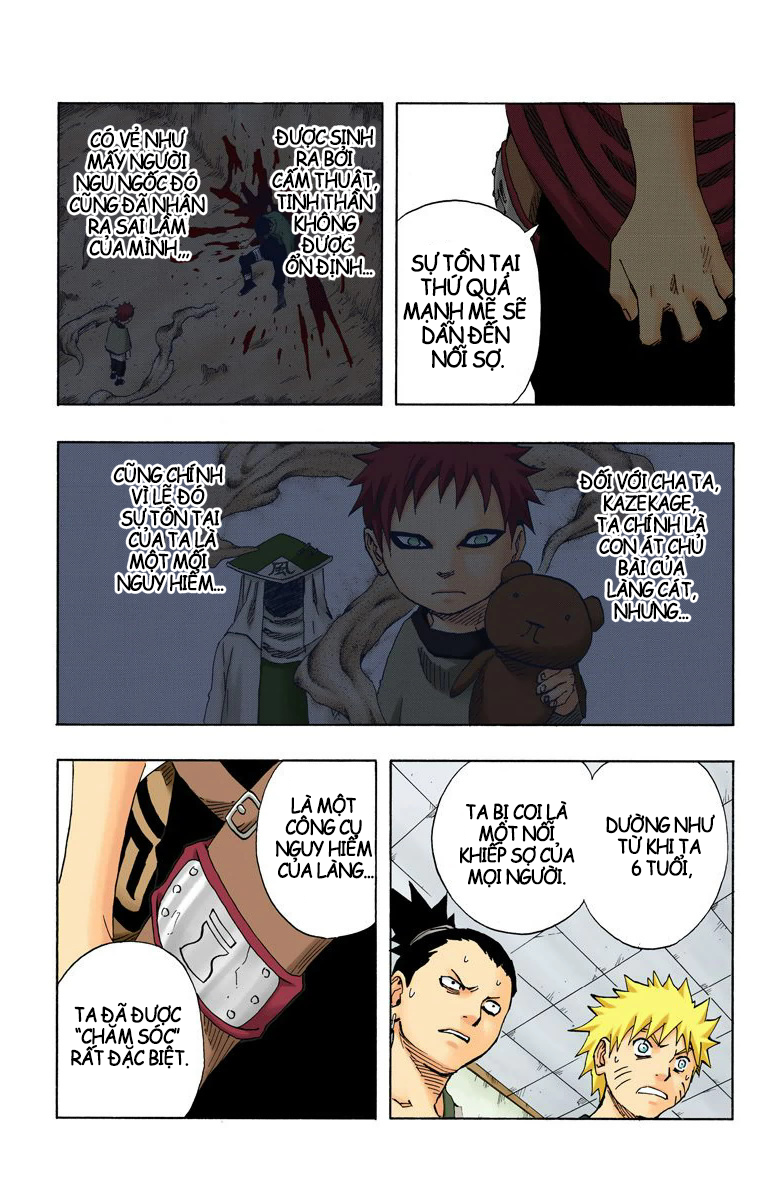 SỰ TỒN TẠI
THỨ QUÁ
MẠNH MẼ SẼ
DẪN ĐẾN
NỖI SỢ.
ĐƯỢC SINH
RA BỞI
CẤM THUẬT,
TINH THẦN
KHÔNG
ĐƯỢC
ỔN ĐỊNH...
CÓ VẺ NHƯ
MẤY NGƯỜI
NGU NGỐC ĐÓ
CŨNG ĐÃ NHẬN
RA SAI LẦM
CỦA MÌNH,,,
ĐỐI VỚI CHA TA,
KAZEKAGE,
TA CHÍNH LÀ
CON ÁT CHỦ
BÀI CỦA
LÀNG CÁT,
NHƯNG...
風
CŨNG CHÍNH
VÌ LẼ ĐÓ
SỰ TỒN TẠI
CỦA TA LÀ
MỘT MỐI
NGUY HIỂM...
DƯỜNG NHƯ
TỪ KHI TA
6 TUỔI,
TA BỊ COI LÀ
MỘT NỖI
KHIẾP SỢ CỦA
MỌI NGƯỜI.
LÀ MỘT
CÔNG CỤ
NGUY HIỂM
CỦA LÀNG...
TA ĐÃ ĐƯỢC
“CHĂM SÓC”
RẤT ĐẶC BIỆT.